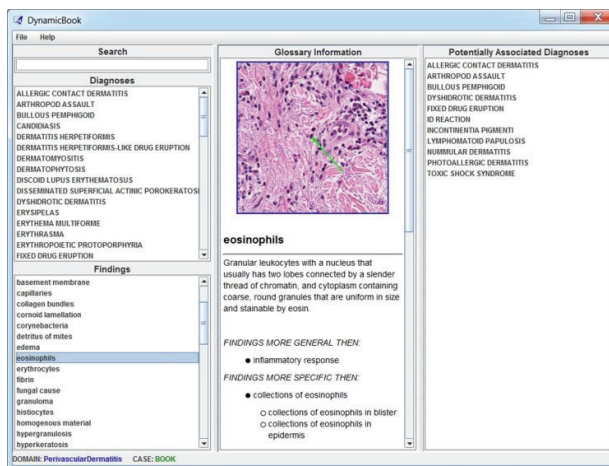 DynamicBook
File Help
Search
Diagnoses
ALLERGIC CONTACT DERMATITIS
ARTHROPOD ASSAULT
BULLOUS PEMPHIGOID
CANDIDIASIS
DERMATITIS HERPETIFORMIS
DERMATITIS HERPETIFORMIS-LIKE DRUG ERUPTION
DERMATOMYOSITIS
DERMATOPHYTOSIS
DISCOID LUPUS ERYTHEMATOSUS
DISSEMINATED SUPERFICIAL ACTINIC POROKERATOSI
DYSHIDROTIC DERMATITIS
ERYSIPELAS
ERYTHEMA MULTIFORME
ERYTHRASMA
ERYTHROPOIETIC PROTOPORPHYRIA
FIXED DRUG ERUPTION
Findings
basement membrane
capillaries
collagen bundles
cornoid lamellation
corynebacteria
detritus of mites
edema
eosinophils
erythrocytes
fibrin
fungal cause
granuloma
histiocytes
homogenous material
hypergranulosis
hyperkeratosis
Glossary Information
eosinophils
Granular leukocytes with a nucleus that
usually has two lobes connected by a slender
thread of chromatin, and cytoplasm containing
coarse, round granules that are uniform in size
and stainable by eosin.
FINDINGS MORE GENERAL THEN:
inflammatory response
FINDINGS MORE SPECIFIC THEN:
collections of eosinophils
collections of eosinophils in blister
collections of eosinophils in
epidermis
Potentially Associated Diagnoses
ALLERGIC CONTACT DERMATITIS
ARTHROPOD ASSAULT
BULLOUS PEMPHIGOID
DYSHIDROTIC DERMATITIS
FIXED DRUG ERUPTION
ID REACTION
INCONTINENTIA PIGMENTI
LYMPHOMATOID PAPULOSIS
NUMMULAR DERMATITIS
PHOTOALLERGIC DERMATITIS
TOXIC SHOCK SYNDROME
DOMAIN: PerivascularDermatitis CASE: BOOK